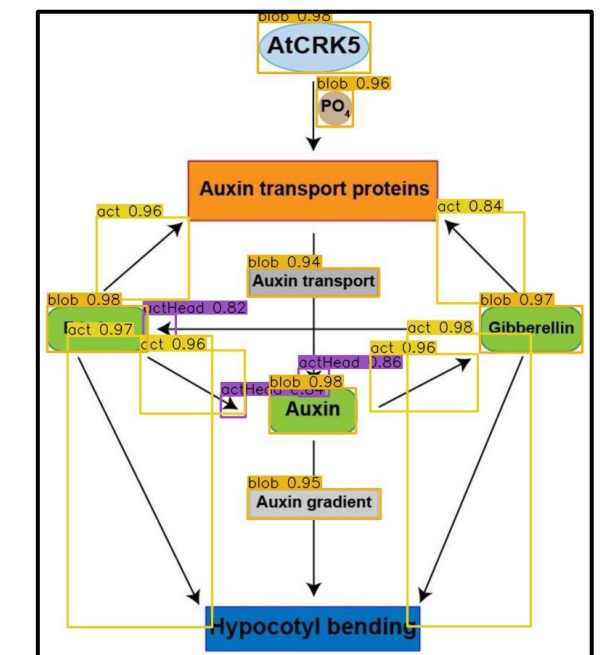 blob 0.98
AtCRK5
blob 0.96
PO4
Auxin transport proteins
act 0.96
act 0.84
blob 0.94
Auxin transport
blob 0.98
actHead 0.82
blob 0.97
act 0.97
act 0.98
Gibberellin
act 0.96
act 0.96
actHead 0.86
actHead 0.84
blob 0.98
Auxin
blob 0.95
Auxin gradient
Hypocotyl bending